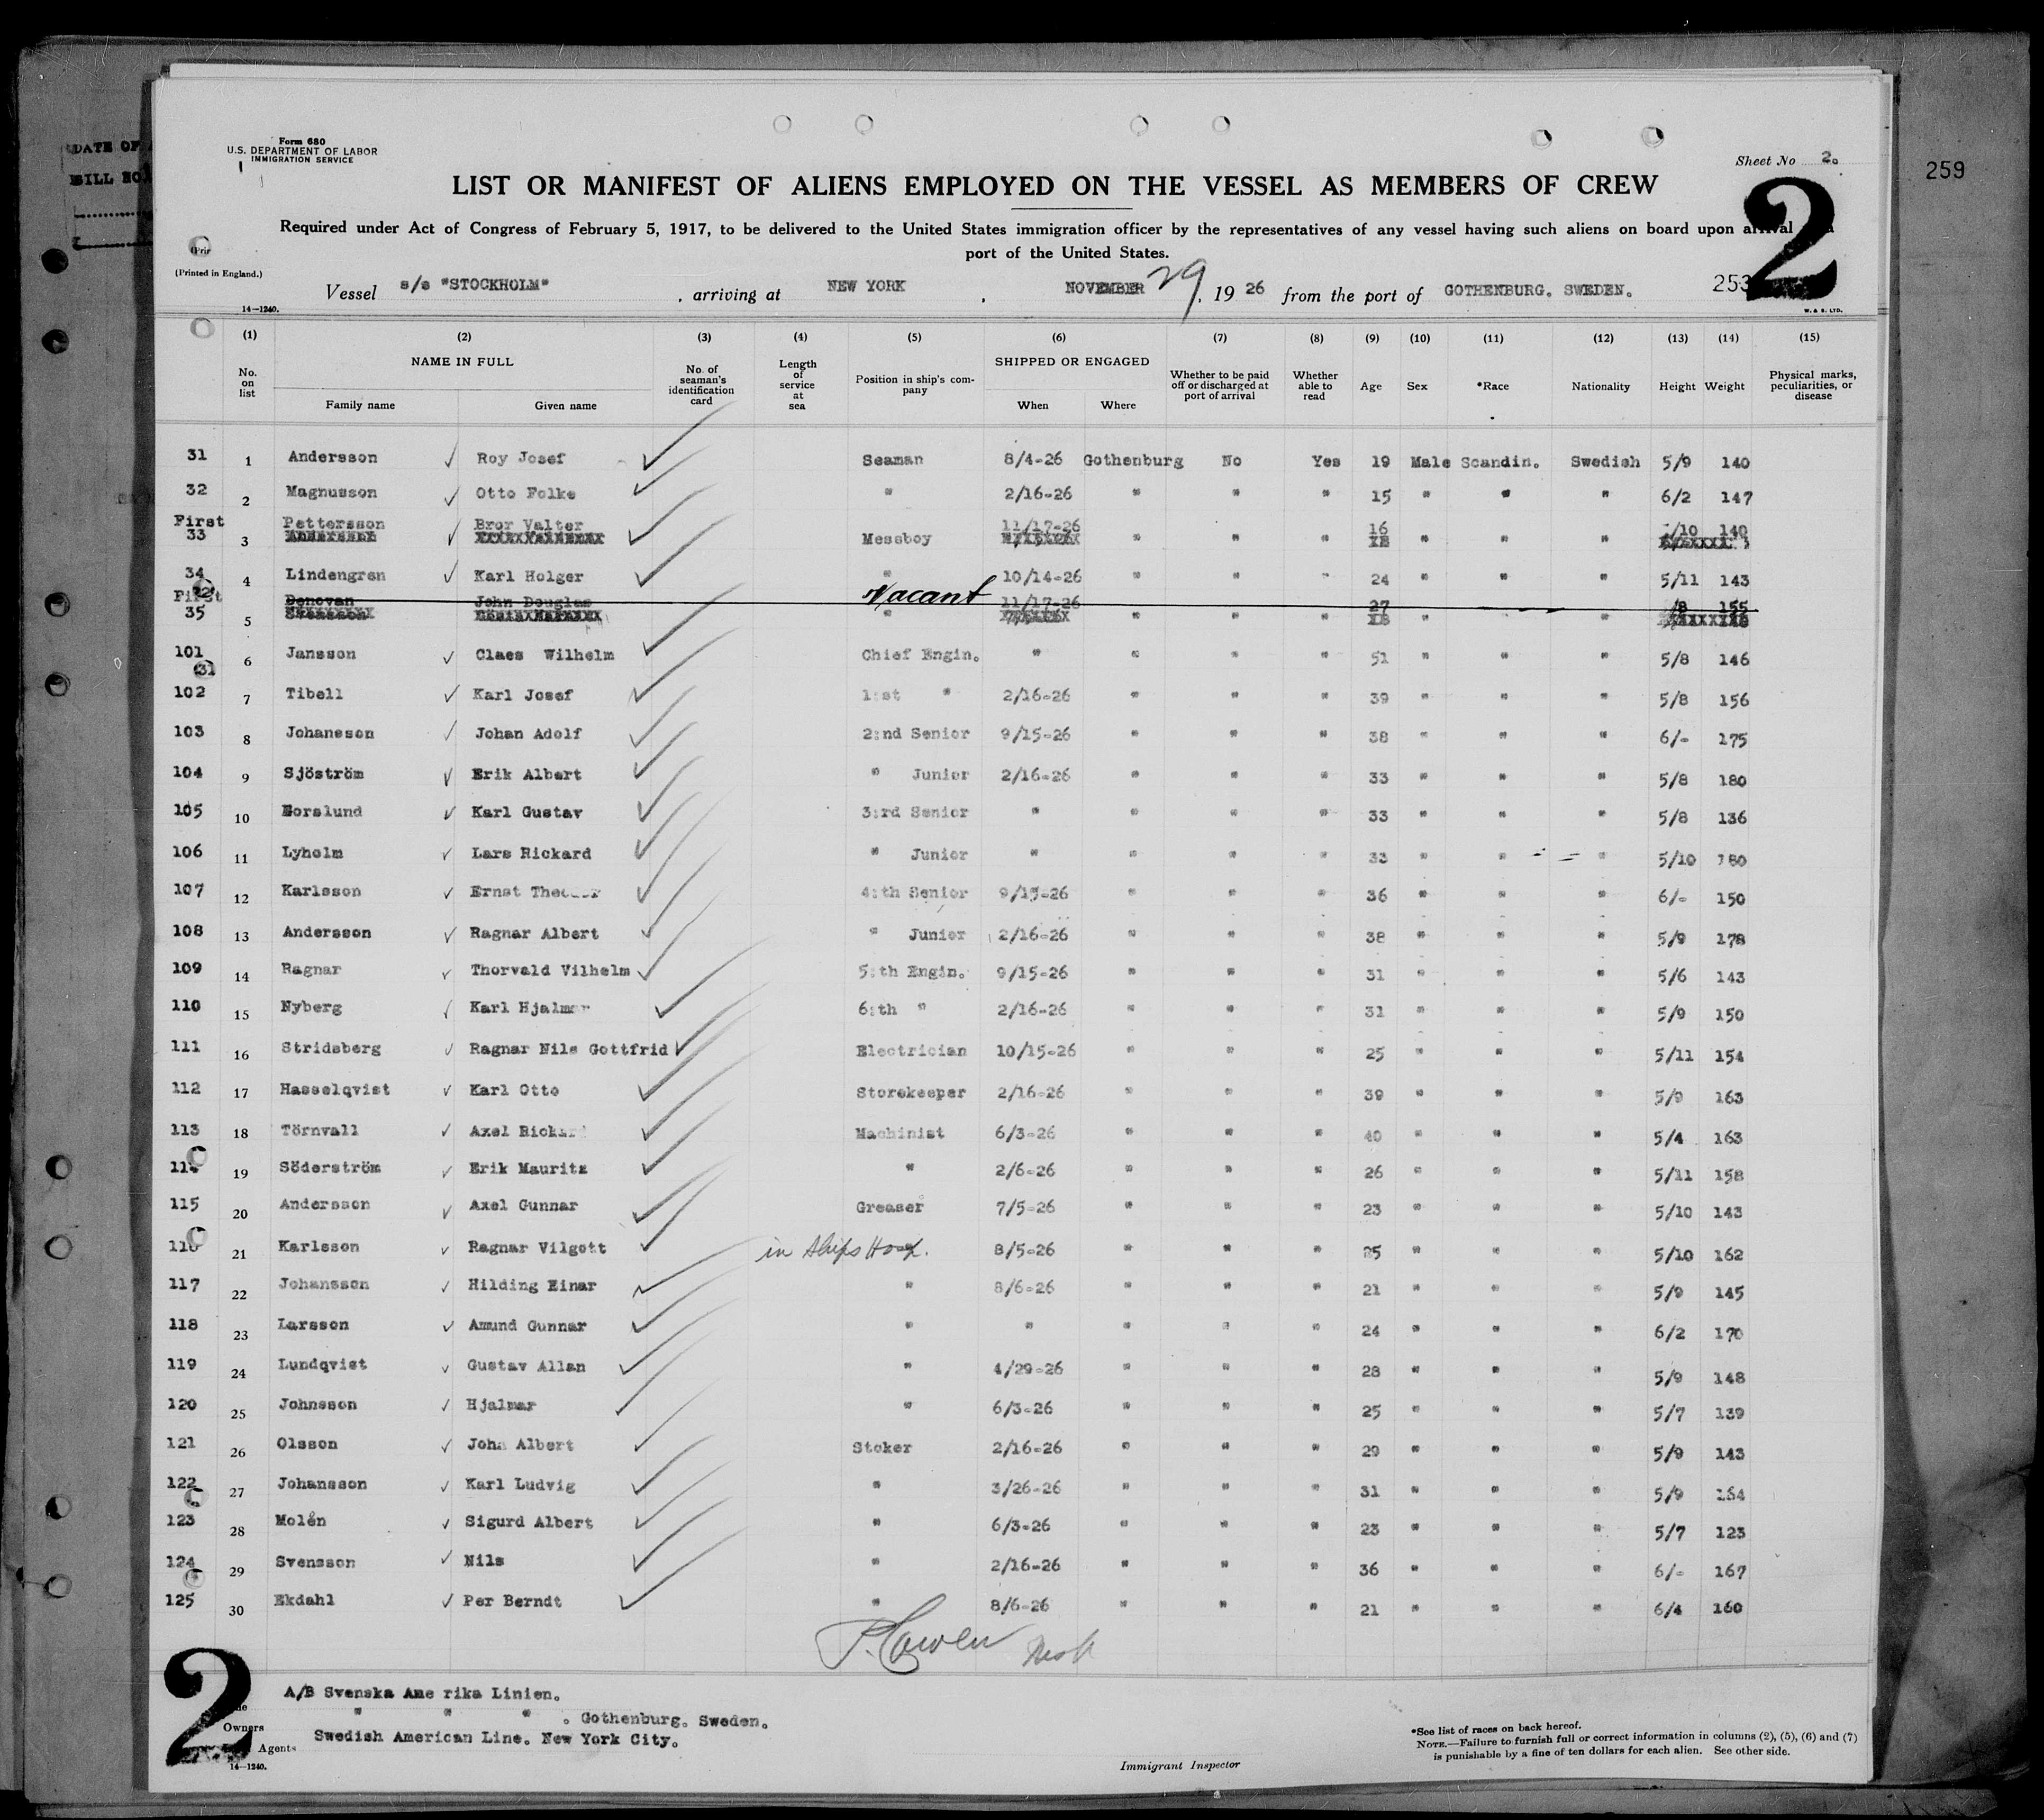 DATE OF
BILL NO.
Form 680
U.S. DEPARTMENT OF LABOR
IMMIGRATION SERVICE
Sheet No 2.
259
LIST OR MANIFEST OF ALIENS EMPLOYED ON THE VESSEL AS MEMBERS OF CREW
2
Required under Act of Congress of February 5, 1917, to be delivered to the United States immigration officer by the representatives of any vessel having such aliens on board upon arrival
port of the United States.
(Printed in England.)
Vessel s/s "STOCKHOLM", arriving at NEW YORK, NOVEMBER 29, 1926 from the port of GOTHENBURG. SWEDEN. 253
14—1240. W. & S. LTD.
(1) (2) (3) (4) (5) (6) (7) (8) (9) (10) (11) (12) (13) (14) (15)
No. on list NAME IN FULL No. of seaman's identification card Length of service at sea Position in ship's company SHIPPED OR ENGAGED Whether to be paid off or discharged at port of arrival Whether able to read Age Sex *Race Nationality Height Weight Physical marks, peculiarities, or disease
Family name Given name When Where
31 1 Andersson Roy Josef Seaman 8/4-26 Gothenburg No Yes 19 Male Scandin. Swedish 5/9 140
32 2 Magnusson Otto Folke " 2/16-26 " " " 15 " " " 6/2 147
First Pettersson Bror Valter 11/17-26 16 /10 140
33 3 Messboy " " " " " "
34 4 Lindengren Karl Holger " 10/14-26 " " " 24 " " " 5/11 143
First Donovan John Douglas Vacant 11/17-26 27 /8 155
35 5 " " " " " "
101 6 Jansson Claes Wilhelm Chief Engin. " " " " 51 " " " 5/8 146
31
102 7 Tibell Karl Josef 1:st " 2/16-26 " " " 39 " " " 5/8 156
103 8 Johansson Johan Adolf 2:nd Senior 9/15-26 " " " 38 " " " 6/- 175
104 9 Sjöström Erik Albert " Junior 2/16-26 " " " 33 " " " 5/8 180
105 10 Karl Gustav 3:rd Senior " " " " 33 " " " 5/8 136
106 11 Lyholm Lars Rickard " Junior " " " " 33 " " " 5/10 180
107 12 Karlsson Ernst 4:th Senior 9/15-26 " " " 36 " " " 6/- 150
108 13 Andersson Ragnar Albert " Junior 2/16-26 " " " 38 " " " 5/9 178
109 14 Ragnar Thorvald Vilhelm 5:th Engin. 9/15-26 " " " 31 " " " 5/6 143
110 15 Nyberg Karl Hjalmar 6:th " 2/16-26 " " " 31 " " " 5/9 150
111 16 Stridsberg Ragnar Nils Gottfrid Electrician 10/15-26 " " " 25 " " " 5/11 154
112 17 Hasselqvist Karl Otto Storekeeper 2/16-26 " " " 39 " " " 5/9 163
113 18 Törnvall Axel Rickard Machinist 6/3-26 " " " 40 " " " 5/4 163
114 19 Söderström Erik Mauritz " 2/6-26 " " " 26 " " " 5/11 158
115 20 Andersson Axel Gunnar Greaser 7/5-26 " " " 23 " " " 5/10 143
116 21 Karlsson Ragnar Vilgott in Ships Hosp. 8/5-26 " " " 25 " " " 5/10 162
117 22 Johansson Hilding Einar " 8/6-26 " " " 21 " " " 5/9 145
118 23 Larsson Amund Gunnar " " " " " 24 " " " 6/2 170
119 24 Lundqvist Gustav Allan " 4/29-26 " " " 28 " " " 5/9 148
120 25 Johnsson Hjalmar " 6/3-26 " " " 25 " " " 5/7 139
121 26 Olsson John Albert Stoker 2/16-26 " " " 29 " " " 5/9 143
122 27 Johansson Karl Ludvig " 3/26-26 " " " 31 " " " 5/9 164
123 28 Molén Sigurd Albert " 6/3-26 " " " 23 " " " 5/7 123
124 29 Svensson Nils " 2/16-26 " " " 36 " " " 6/- 167
125 30 Ekdahl Per Berndt " 8/6-26 " " " 21 " " " 6/4 160
2
A/B Svenska Ame rika Linien.
" " " . Gothenburg. Sweden.
Owners
Swedish American Line. New York City.
Agents
14—1240.
Immigrant Inspector
*See list of races on back hereof.
NOTE.—Failure to furnish full or correct information in columns (2), (5), (6) and (7)
is punishable by a fine of ten dollars for each alien. See other side.